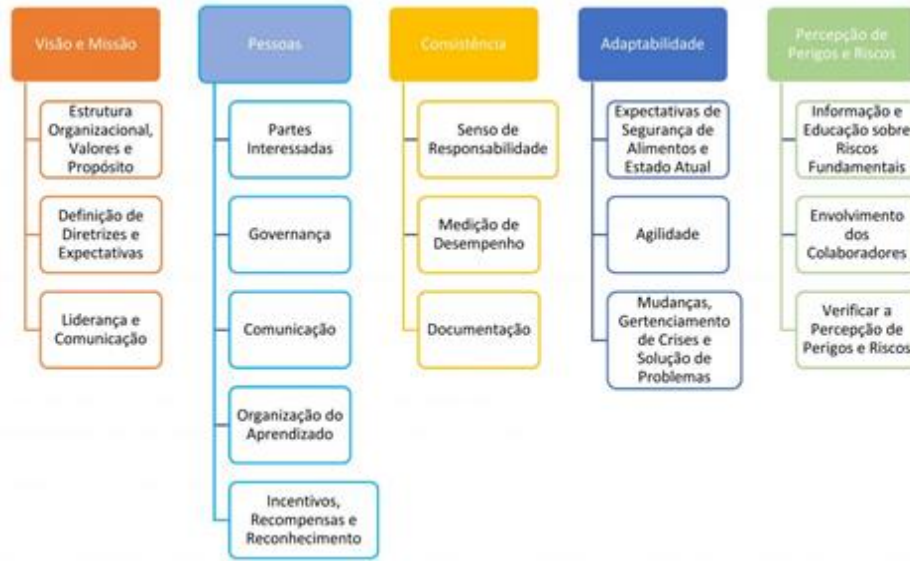 Visão e Missão
Estrutura
Organizacional,
Valores e
Propósito
Definição de
Diretrizes e
Expectativas
Liderança e
Comunicação
Pessoas
Partes
Interessadas
Governança
Comunicação
Organização do
Aprendizado
Incentivos,
Recompensas e
Reconhecimento
Consistência
Senso de
Responsabilidade
Medição de
Desempenho
Documentação
Adaptabilidade
Expectativas de
Segurança de
Alimentos e
Estado Atual
Agilidade
Mudanças,
Gertenciamento
de Crises e
Solução de
Problemas
Percepção de
Perigos e Riscos
Informação e
Educação sobre
Riscos
Fundamentais
Envolvimento
dos
Colaboradores
Verificar a
Percepção de
Perigos e Riscos